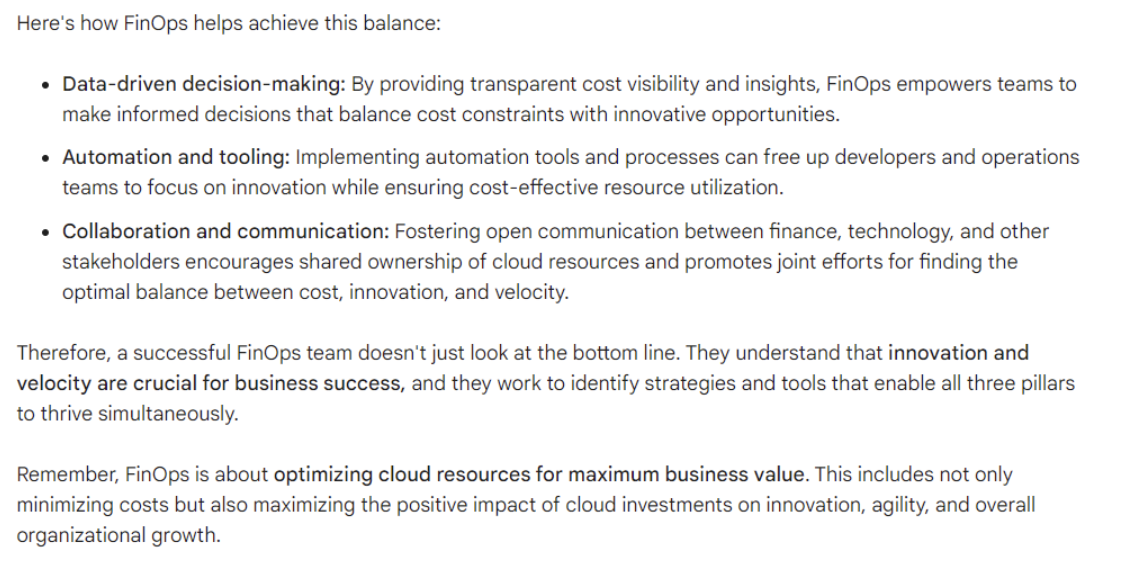 Here's how FinOps helps achieve this balance:
• Data-driven decision-making: By providing transparent cost visibility and insights, FinOps empowers teams to
make informed decisions that balance cost constraints with innovative opportunities.
• Automation and tooling: Implementing automation tools and processes can free up developers and operations
teams to focus on innovation while ensuring cost-effective resource utilization.
• Collaboration and communication: Fostering open communication between finance, technology, and other
stakeholders encourages shared ownership of cloud resources and promotes joint efforts for finding the
optimal balance between cost, innovation, and velocity.
Therefore, a successful FinOps team doesn't just look at the bottom line. They understand that innovation and
velocity are crucial for business success, and they work to identify strategies and tools that enable all three pillars
to thrive simultaneously.
Remember, FinOps is about optimizing cloud resources for maximum business value. This includes not only
minimizing costs but also maximizing the positive impact of cloud investments on innovation, agility, and overall
organizational growth.